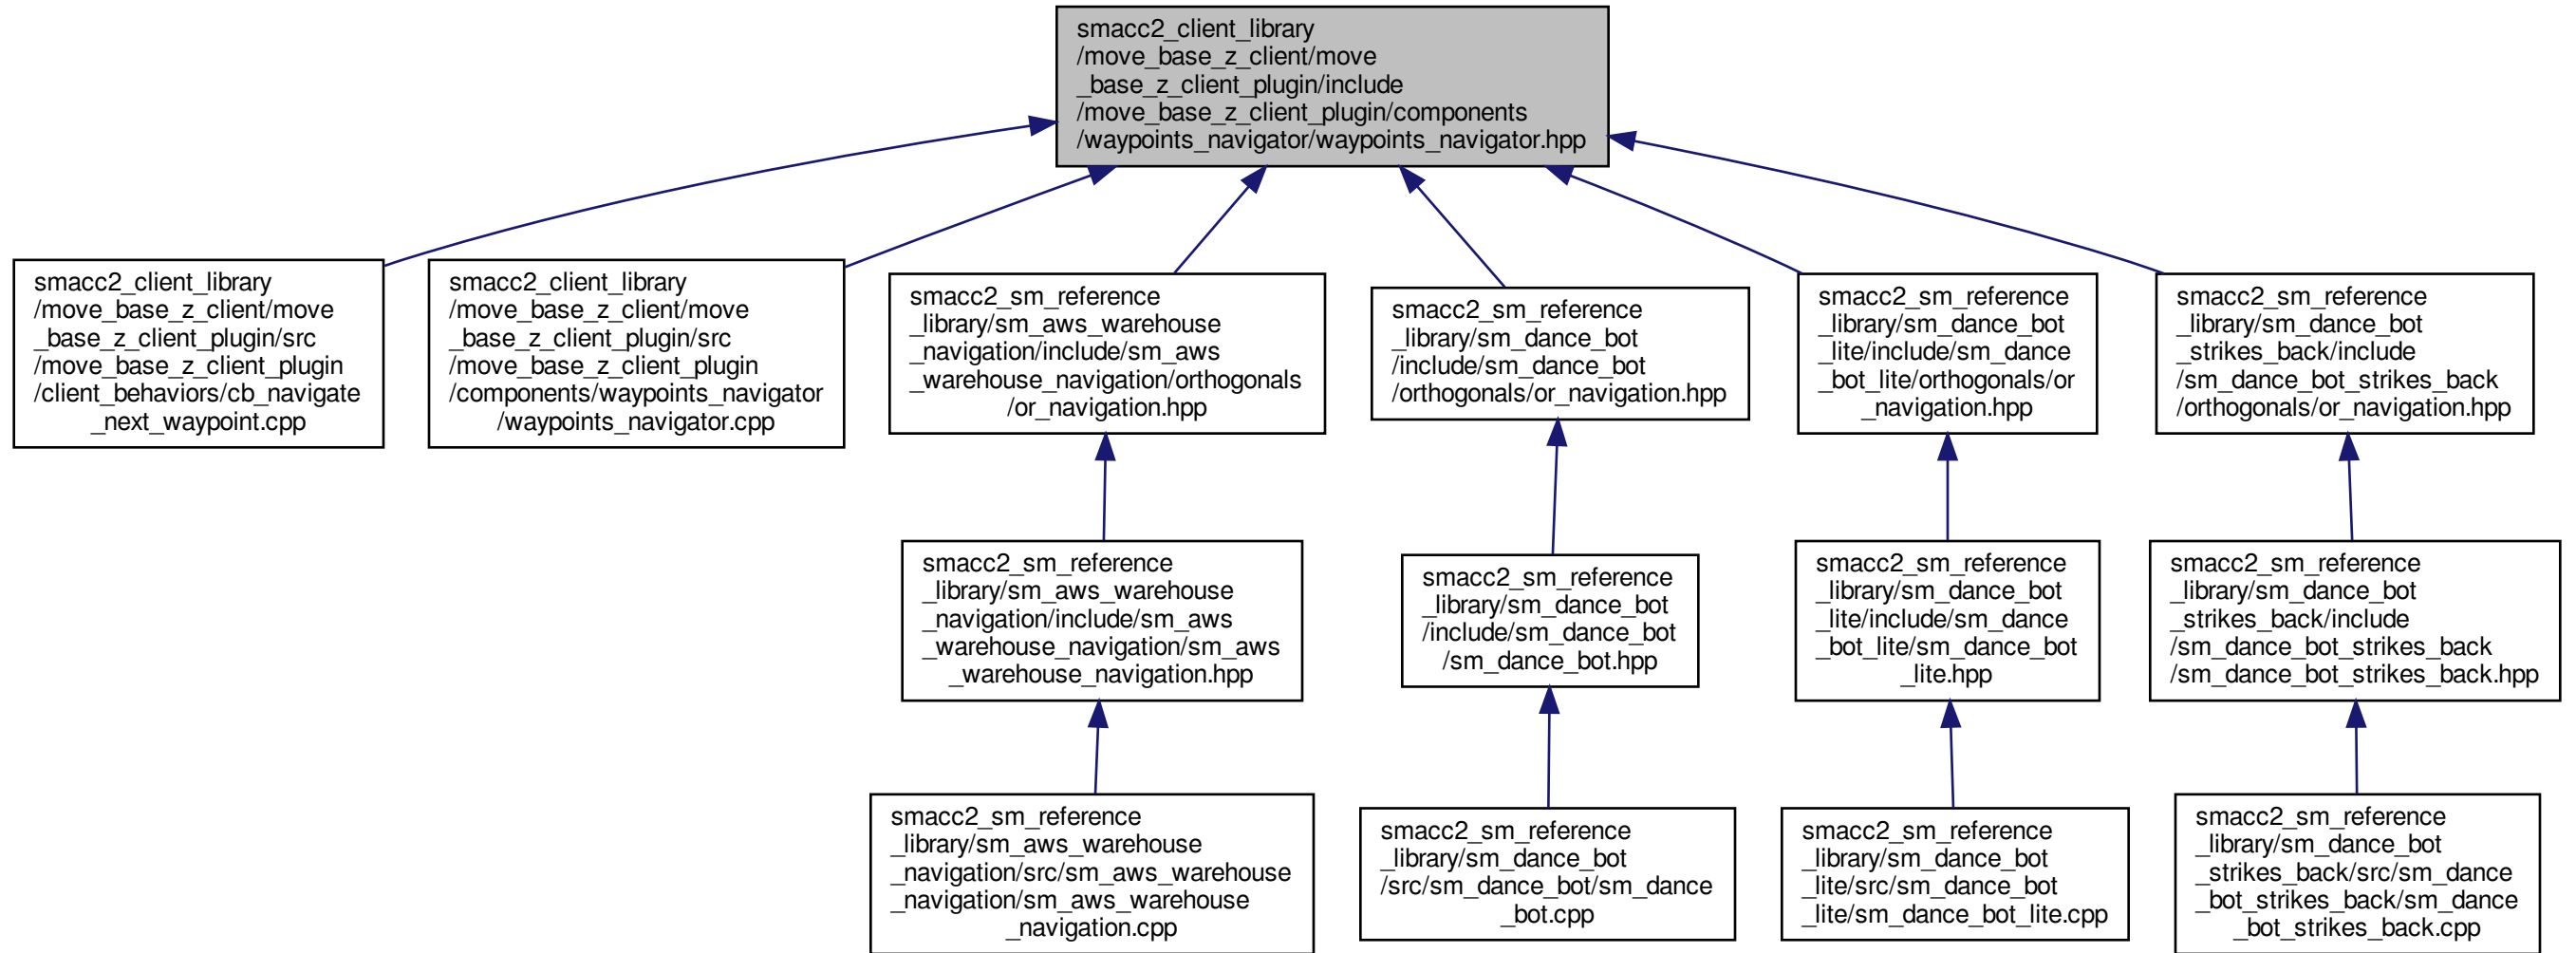 smacc2_client_library
/move_base_z_client/move
_base_z_client_plugin/include
/move_base_z_client_plugin/components
/waypoints_navigator/waypoints_navigator.hpp
smacc2_client_library
/move_base_z_client/move
_base_z_client_plugin/src
/move_base_z_client_plugin
/client_behaviors/cb_navigate
_next_waypoint.cpp
smacc2_client_library
/move_base_z_client/move
_base_z_client_plugin/src
/move_base_z_client_plugin
/components/waypoints_navigator
/waypoints_navigator.cpp
smacc2_sm_reference
_library/sm_aws_warehouse
_navigation/include/sm_aws
_warehouse_navigation/orthogonals
/or_navigation.hpp
smacc2_sm_reference
_library/sm_dance_bot
/include/sm_dance_bot
/orthogonals/or_navigation.hpp
smacc2_sm_reference
_library/sm_dance_bot
_lite/include/sm_dance
_bot_lite/orthogonals/or
_navigation.hpp
smacc2_sm_reference
_library/sm_dance_bot
_strikes_back/include
/sm_dance_bot_strikes_back
/orthogonals/or_navigation.hpp
smacc2_sm_reference
_library/sm_aws_warehouse
_navigation/include/sm_aws
_warehouse_navigation/sm_aws
_warehouse_navigation.hpp
smacc2_sm_reference
_library/sm_dance_bot
/include/sm_dance_bot
/sm_dance_bot.hpp
smacc2_sm_reference
_library/sm_dance_bot
_lite/include/sm_dance
_bot_lite/sm_dance_bot
_lite.hpp
smacc2_sm_reference
_library/sm_dance_bot
_strikes_back/include
/sm_dance_bot_strikes_back
/sm_dance_bot_strikes_back.hpp
smacc2_sm_reference
_library/sm_aws_warehouse
_navigation/src/sm_aws_warehouse
_navigation/sm_aws_warehouse
_navigation.cpp
smacc2_sm_reference
_library/sm_dance_bot
/src/sm_dance_bot/sm_dance
_bot.cpp
smacc2_sm_reference
_library/sm_dance_bot
_lite/src/sm_dance_bot
_lite/sm_dance_bot_lite.cpp
smacc2_sm_reference
_library/sm_dance_bot
_strikes_back/src/sm_dance
_bot_strikes_back/sm_dance
_bot_strikes_back.cpp